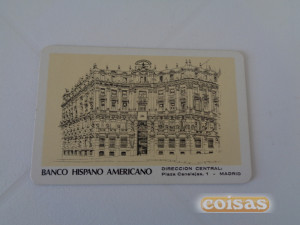 BANCO HISPANO AMERICANO
DIRECCION CENTRAL:
Plaza Canalejas, 1 - MADRID
coisas